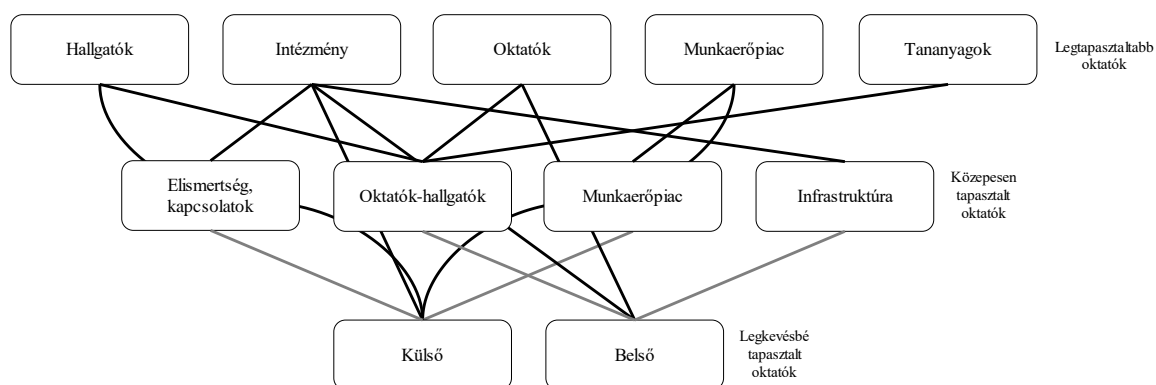 Hallgatók
Intézmény
Oktatók
Munkaerőpiac
Tananyagok
Legtapasztaltabb
oktatók
Elismertség,
kapcsolatok
Oktatók-hallgatók
Munkaerőpiac
Infrastruktúra
Közepesen
tapasztalt
oktatók
Külső
Belső
Legkevésbé
tapasztalt
oktatók